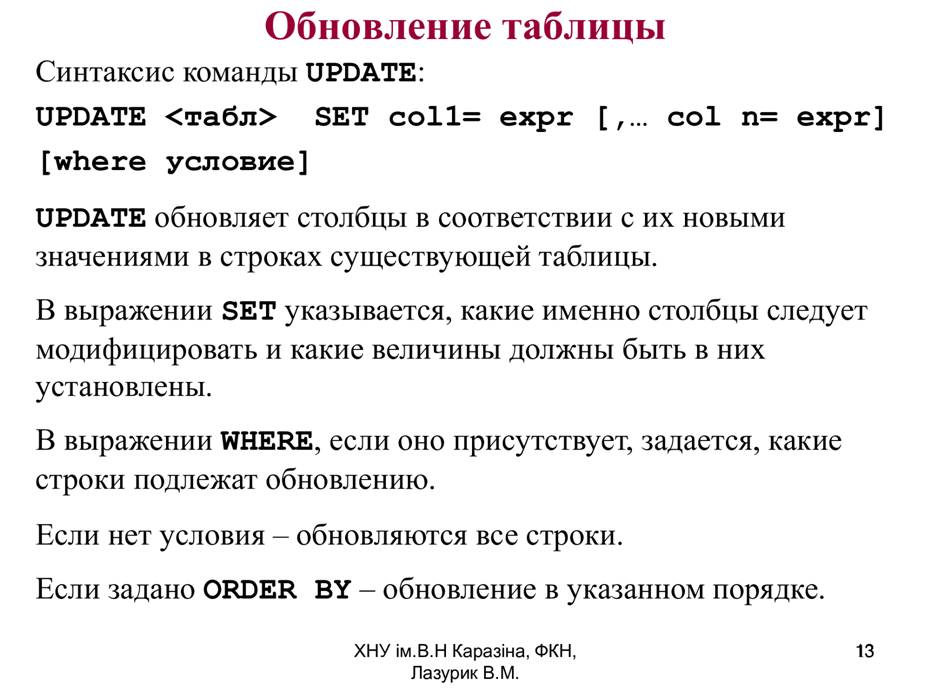 Обновление таблицы
Синтаксис команды UPDATE:
UPDATE <табл> SET col1= expr [,… col n= expr]
[where условие]
UPDATE обновляет столбцы в соответствии с их новыми
значениями в строках существующей таблицы.
В выражении SET указывается, какие именно столбцы следует
модифицировать и какие величины должны быть в них
установлены.
В выражении WHERE, если оно присутствует, задается, какие
строки подлежат обновлению.
Если нет условия – обновляются все строки.
Если задано ORDER BY – обновление в указанном порядке.
ХНУ ім.В.Н Каразіна, ФКН,
Лазурик В.М.
13